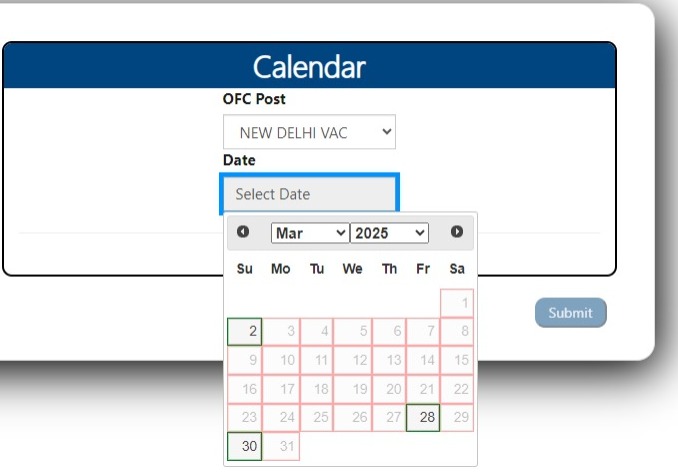 Calendar
OFC Post
NEW DELHI VAC
Date
Select Date
Mar 2025
Su Mo Tu We Th Fr Sa
1
2 3 4 5 6 7 8
9 10 11 12 13 14 15
Submit
16 17 18 19 20 21 22
23 24 25 26 27 28 29
30 31